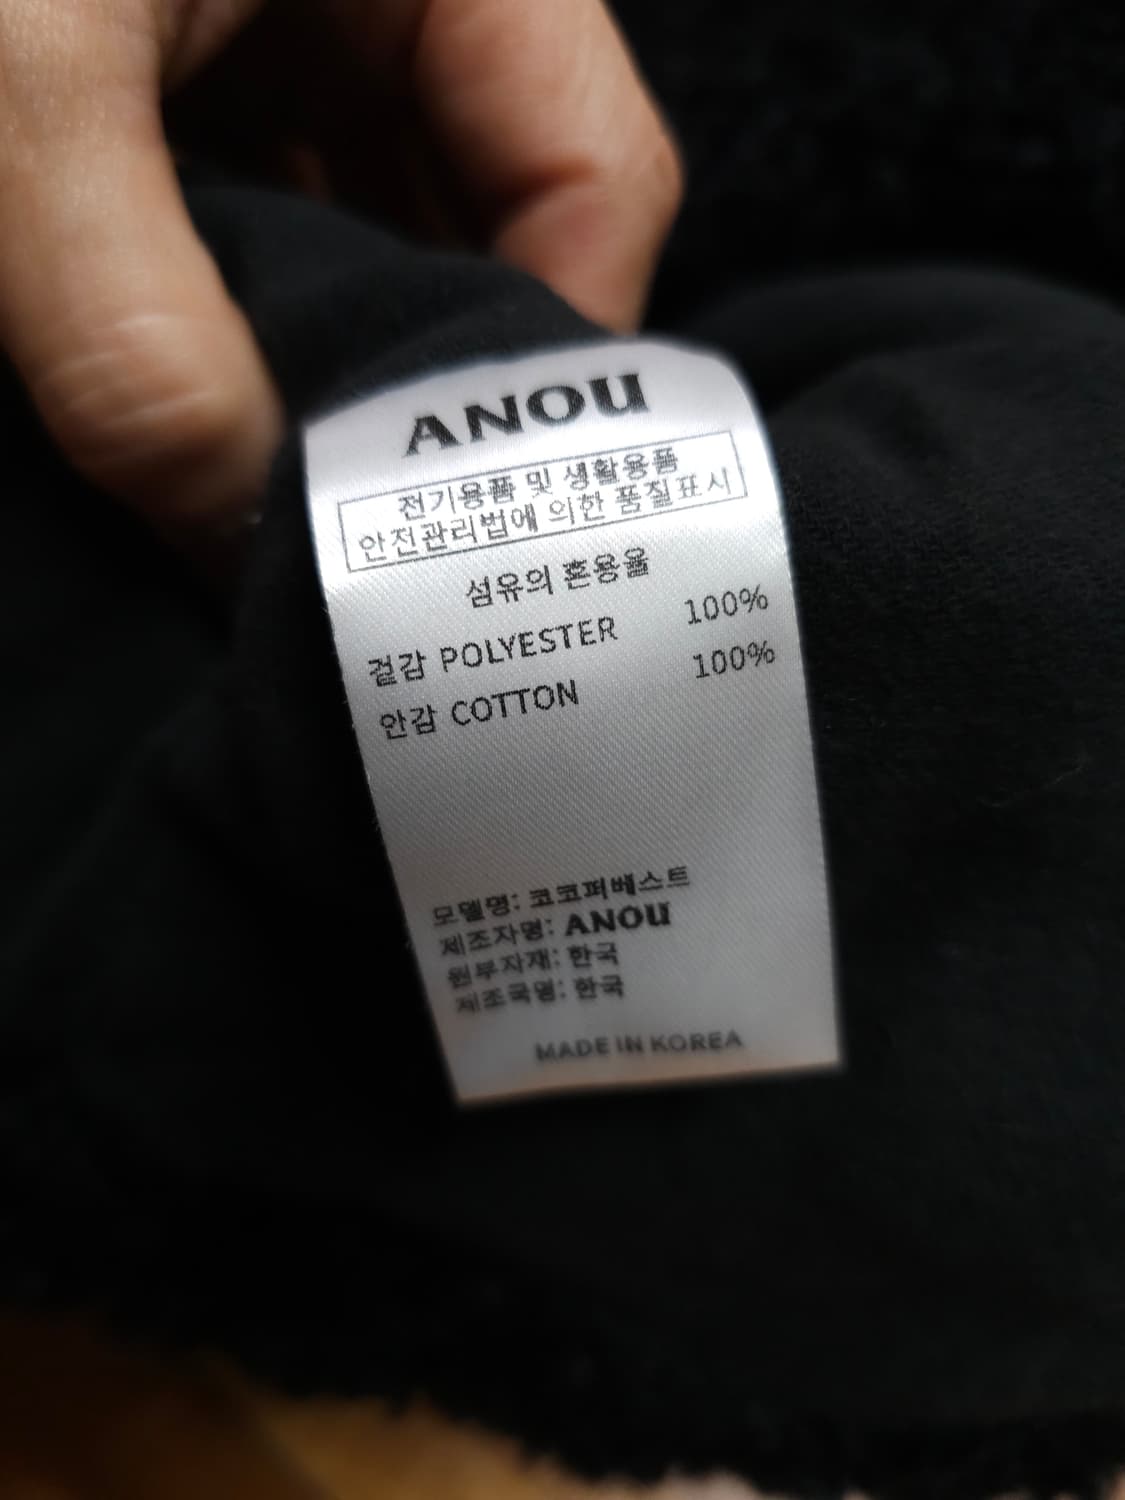 ANOU
전기용품 및 생활용품
안전관리법에 의한 품질표시
섬유의 혼용율
겉감 POLYESTER 100%
안감 COTTON 100%
모델명: 코코퍼베스트
제조자명: ANOU
원부자재: 한국
제조국명: 한국
MADE IN KOREA